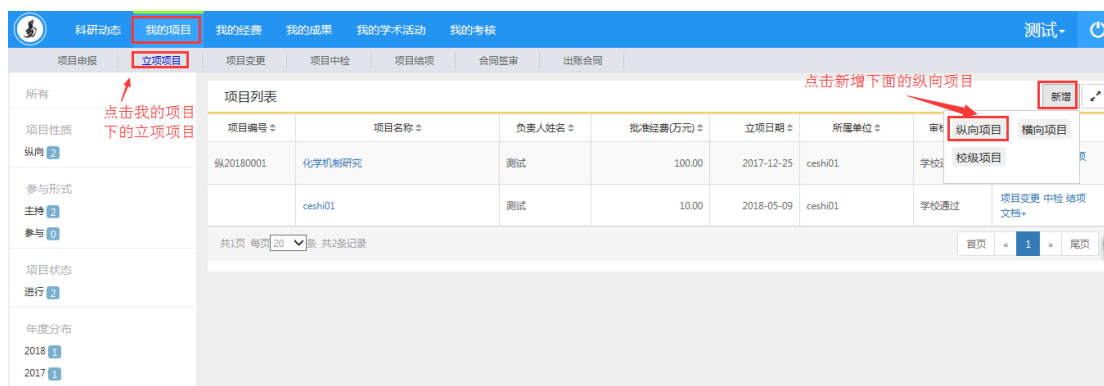 科研动态 我的项目 我的经费 我的成果 我的学术活动 我的考核 测试
项目申报 立项项目 项目变更 项目中检 项目结项 合同签审 出账合同
点击新增下面的纵向项目
所有
项目列表 新增
点击我的项目
下的立项项目
项目性质
纵向 2
项目编号 项目名称 负责人姓名 批准经费(万元) 立项日期 所属单位
纵向项目 横向项目
校级项目
纵20180001 化学机制研究 测试 100.00 2017-12-25 ceshi01 学校
参与形式
主持 2
参与 0
ceshi01 测试 10.00 2018-05-09 ceshi01 学校通过 项目变更 中检 结项
文档+
共1页 每页 20 条 共2条记录 首页 « 1 » 尾页
项目状态
进行 2
年度分布
2018 1
2017 1